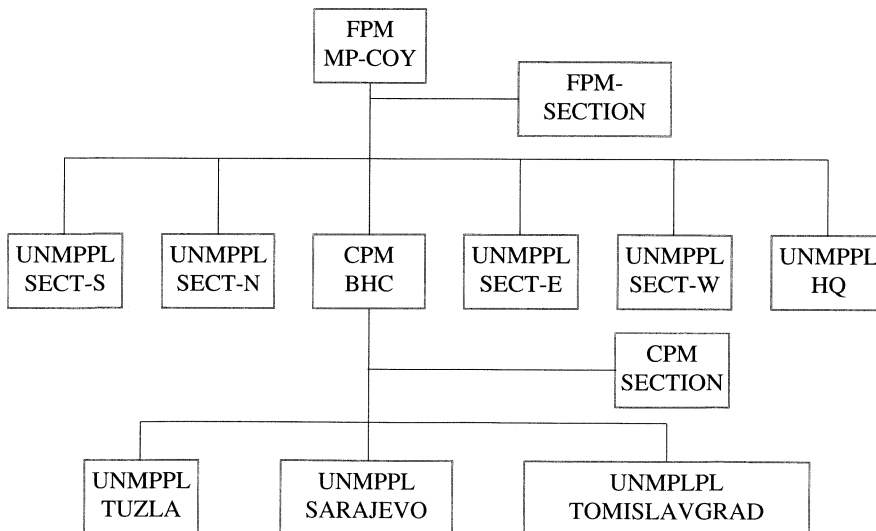 FPM
MP-COY
FPM-
SECTION
UNMPPL
SECT-S
UNMPPL
SECT-N
CPM
BHC
UNMPPL
SECT-E
UNMPPL
SECT-W
UNMPPL
HQ
CPM
SECTION
UNMPPL
TUZLA
UNMPPL
SARAJEVO
UNMPLPL
TOMISLAVGRAD